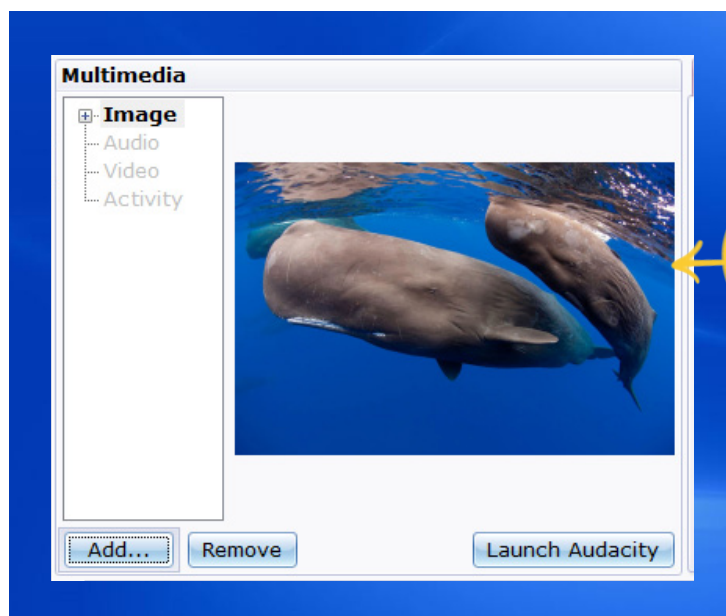 Multimedia
Image
Audio
Video
Activity
Add...
Remove
Launch Audacity